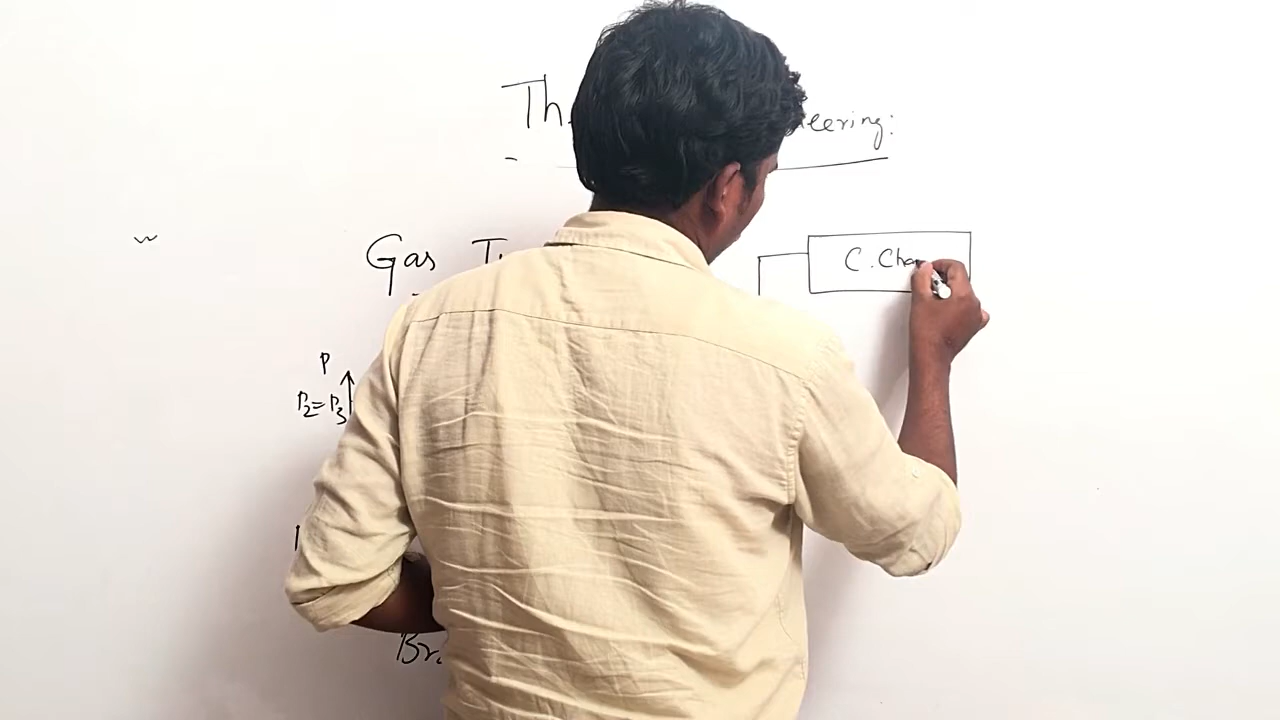 Th eering:
Gas T
C.Cha
P
P2=P3
Br